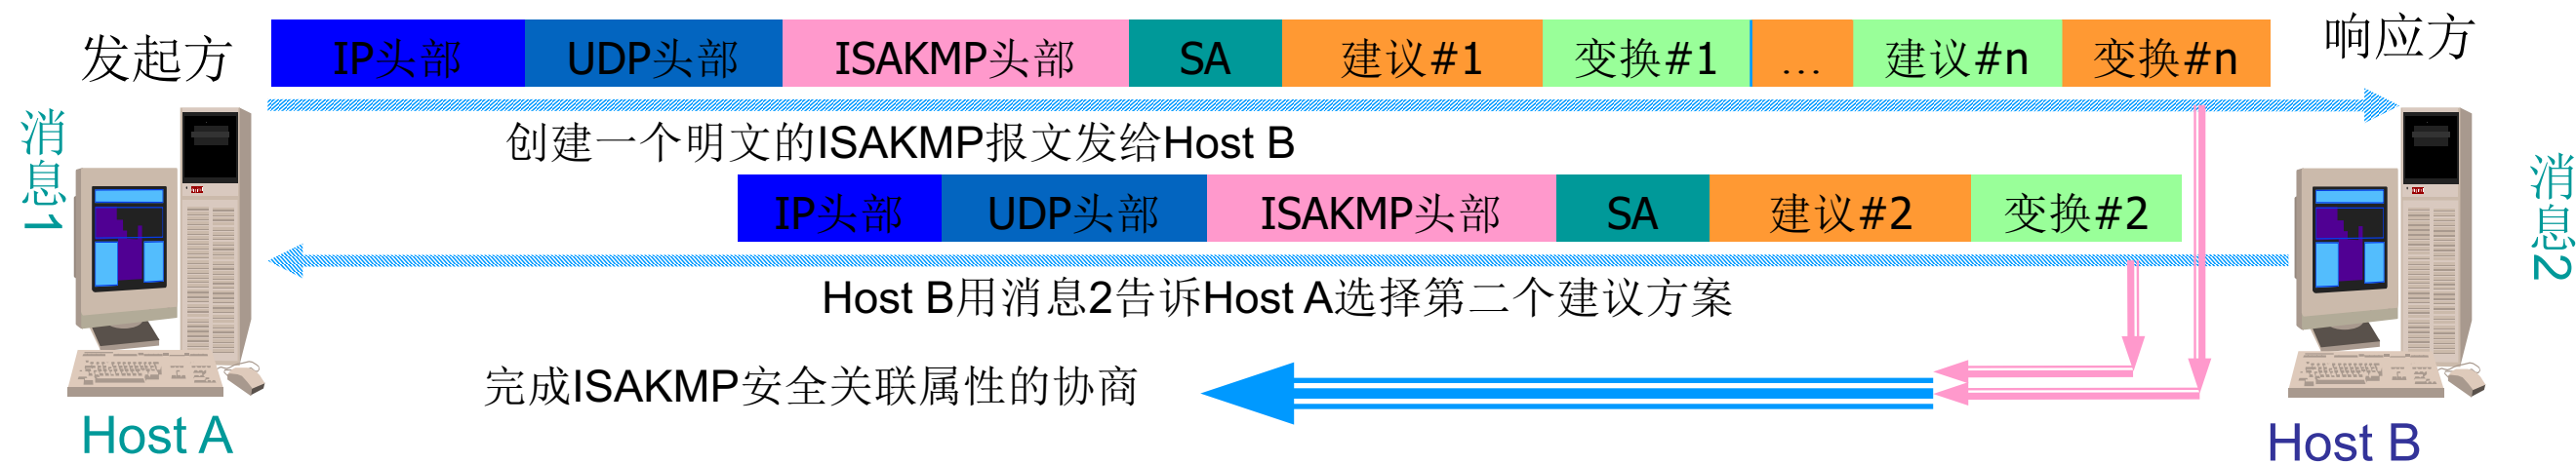 发起方
IP头部 UDP头部 ISAKMP头部 SA 建议#1 变换#1 … 建议#n 变换#n
响应方
消息1
创建一个明文的ISAKMP报文发给Host B
IP头部 UDP头部 ISAKMP头部 SA 建议#2 变换#2
消息2
Host B用消息2告诉Host A选择第二个建议方案
完成ISAKMP安全关联属性的协商
Host A
Host B